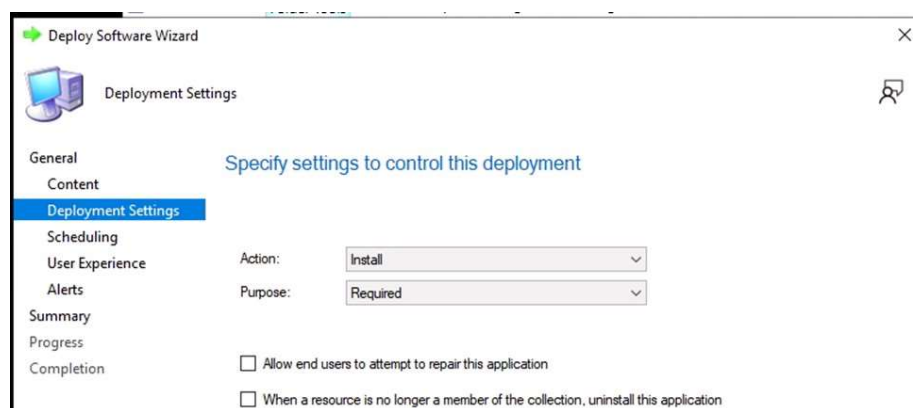 Deploy Software Wizard
Deployment Settings
General
Content
Deployment Settings
Scheduling
User Experience
Alerts
Summary
Progress
Completion
Specify settings to control this deployment
Action: Install
Purpose: Required
Allow end users to attempt to repair this application
When a resource is no longer a member of the collection, uninstall this application